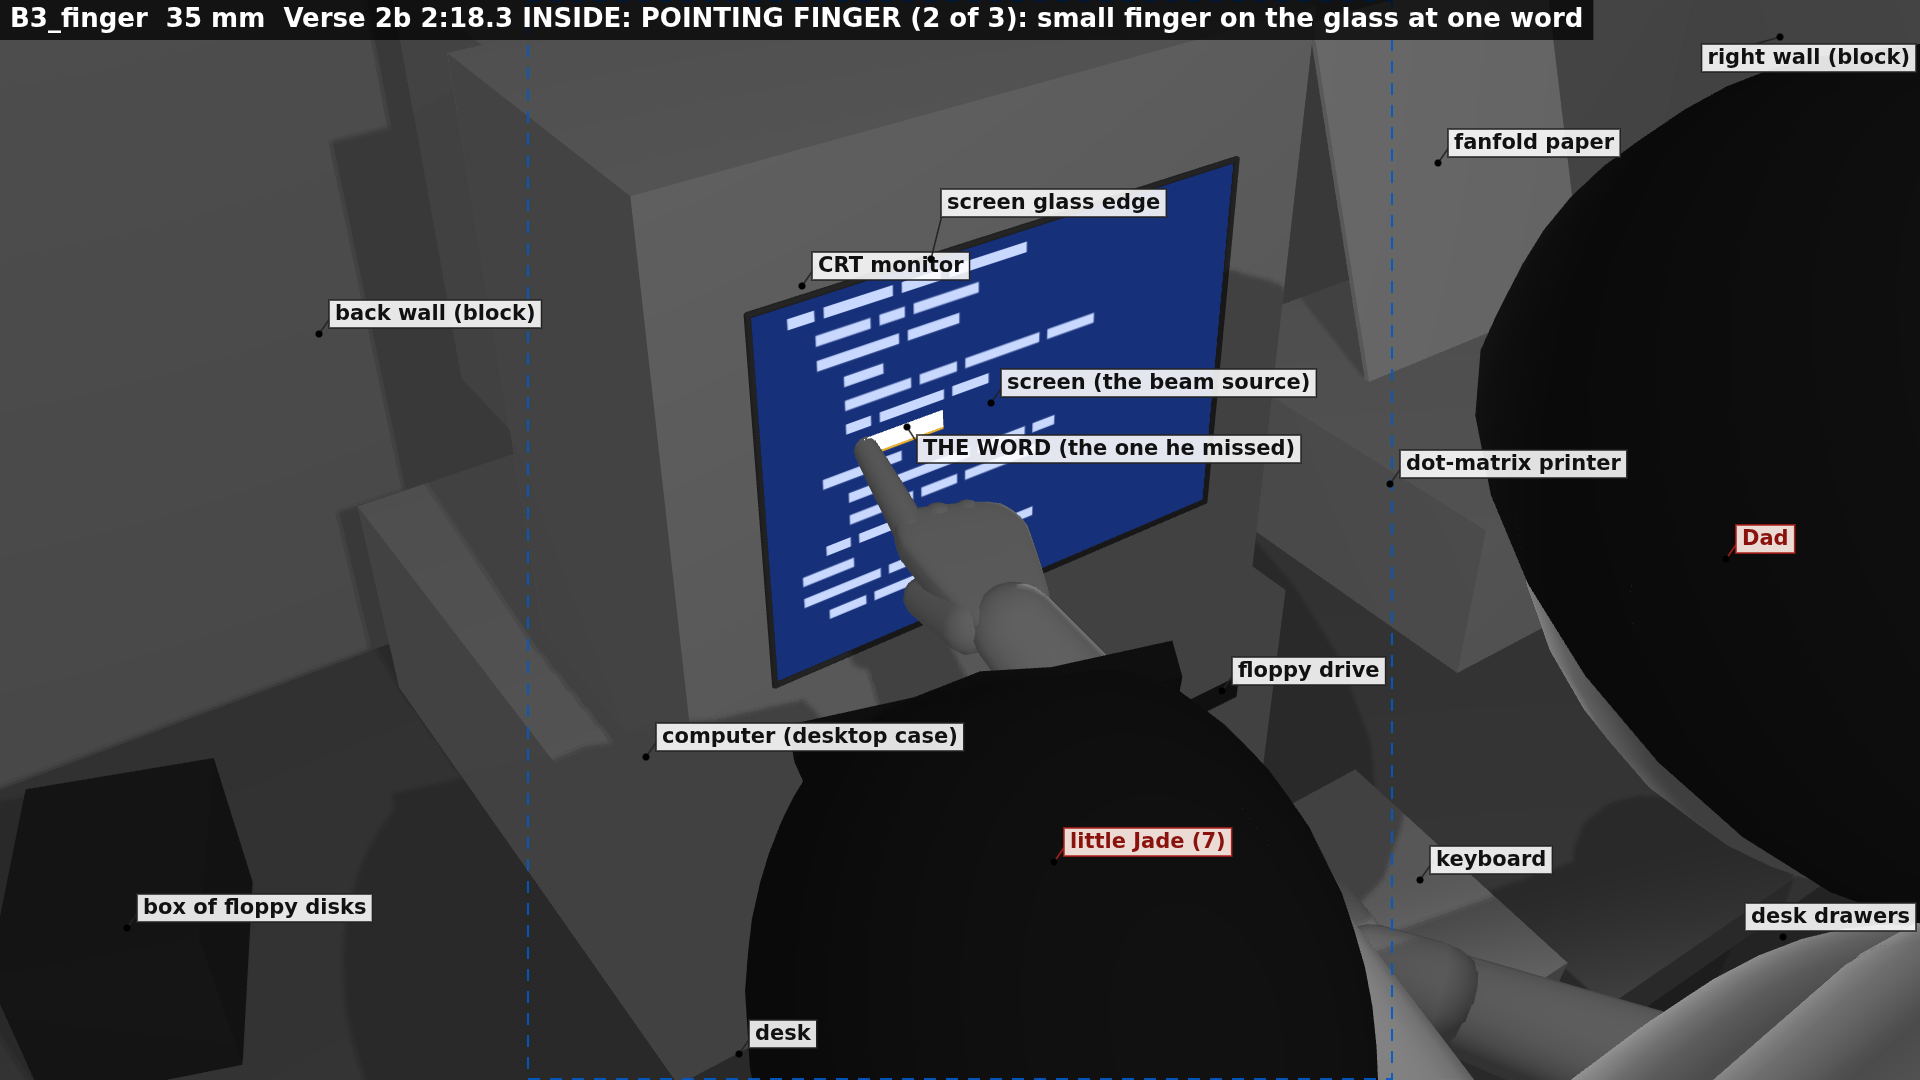 B3_finger  35 mm  Verse 2b 2:18.3 INSIDE: POINTING FINGER (2 of 3): small finger on the glass at one word
right wall (block)
fanfold paper
screen glass edge
CRT monitor
back wall (block)
screen (the beam source)
THE WORD (the one he missed)
dot-matrix printer
Dad
floppy drive
computer (desktop case)
little Jade (7)
keyboard
box of floppy disks
desk drawers
desk